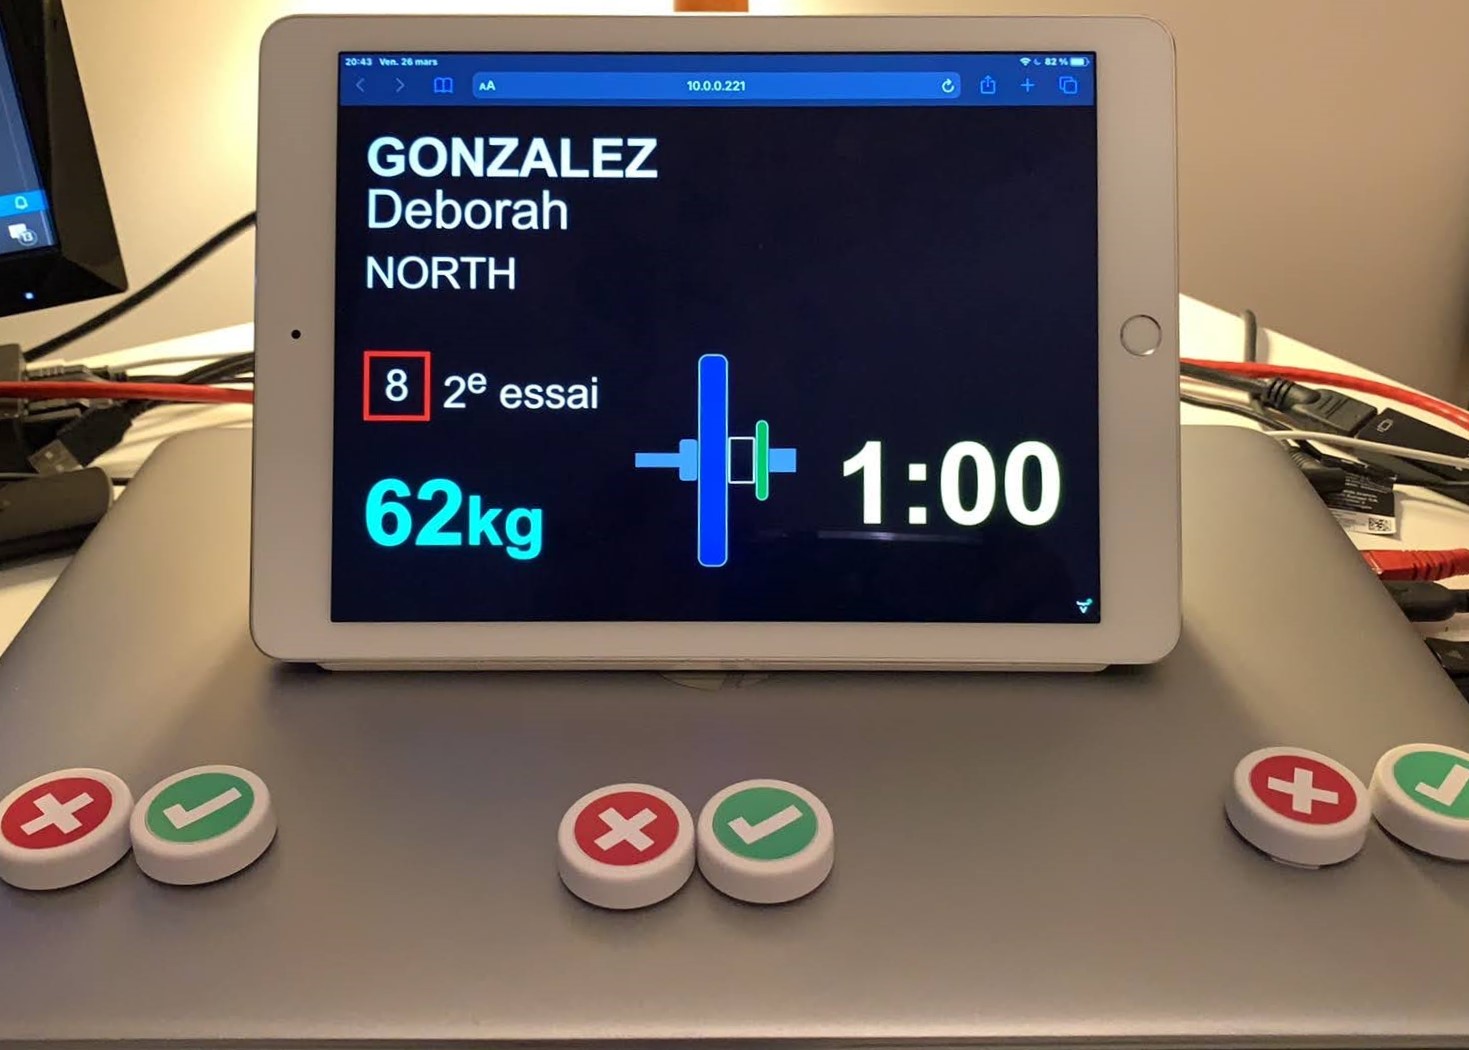 20:43 Ven. 26 mars
82 %
AA
10.0.0.221
GONZALEZ
Deborah
NORTH
8
2e essai
62kg
1:00
13